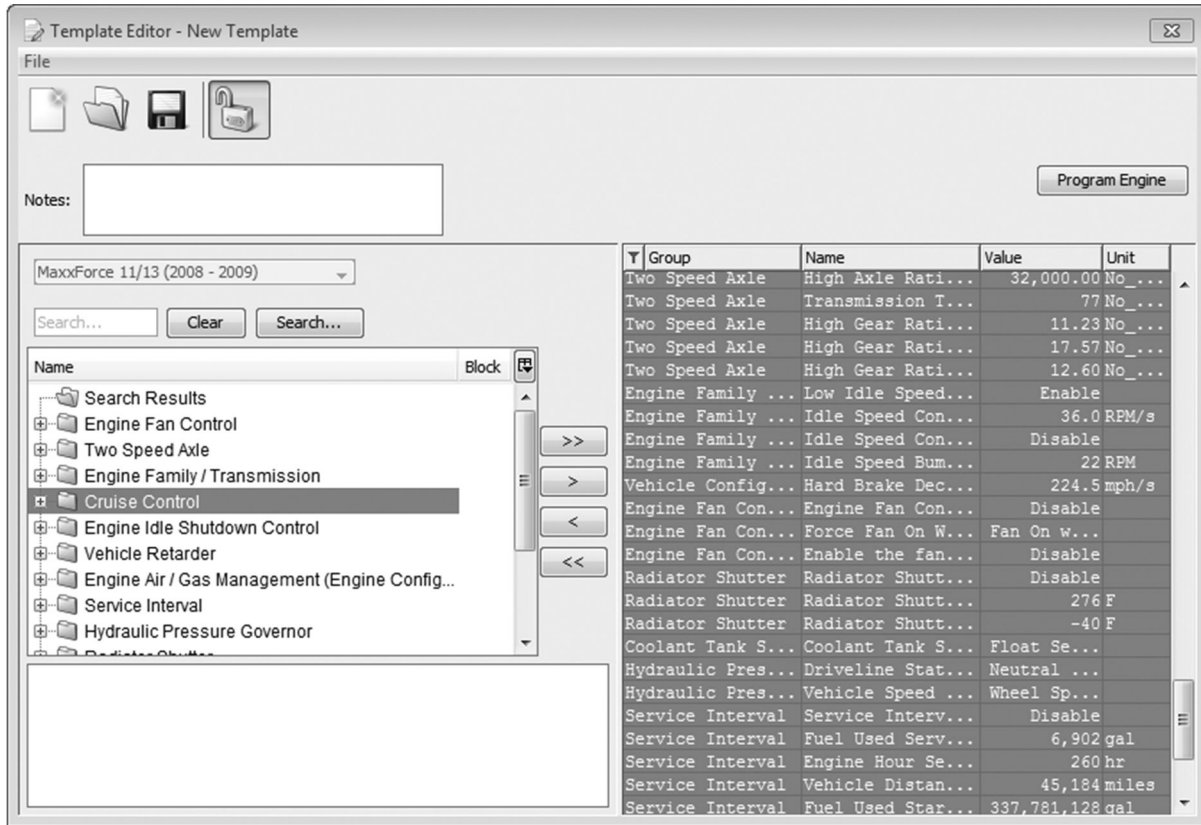 Template Editor - New Template
File
Notes:
Program Engine
MaxxForce 11/13 (2008 - 2009)
Search...
Clear
Search...
Name Block
Search Results
Engine Fan Control
Two Speed Axle
Engine Family / Transmission
Cruise Control
Engine Idle Shutdown Control
Vehicle Retarder
Engine Air / Gas Management (Engine Config...
Service Interval
Hydraulic Pressure Governor
Radiator Shutter
>>
>
<
<<
Group Name Value Unit
Two Speed Axle High Axle Rati... 32,000.00 No_...
Two Speed Axle Transmission T... 77 No_...
Two Speed Axle High Gear Rati... 11.23 No_...
Two Speed Axle High Gear Rati... 17.57 No_...
Two Speed Axle High Gear Rati... 12.60 No_...
Engine Family ... Low Idle Speed... Enable
Engine Family ... Idle Speed Con... 36.0 RPM/s
Engine Family ... Idle Speed Con... Disable
Engine Family ... Idle Speed Bum... 22 RPM
Vehicle Config... Hard Brake Dec... 224.5 mph/s
Engine Fan Con... Engine Fan Con... Disable
Engine Fan Con... Force Fan On W... Fan On w...
Engine Fan Con... Enable the fan... Disable
Radiator Shutter Radiator Shutt... Disable
Radiator Shutter Radiator Shutt... 276 F
Radiator Shutter Radiator Shutt... -40 F
Coolant Tank S... Coolant Tank S... Float Se...
Hydraulic Pres... Driveline Stat... Neutral ...
Hydraulic Pres... Vehicle Speed ... Wheel Sp...
Service Interval Service Interv... Disable
Service Interval Fuel Used Serv... 6,902 gal
Service Interval Engine Hour Se... 260 hr
Service Interval Vehicle Distan... 45,184 miles
Service Interval Fuel Used Star... 337,781,128 gal